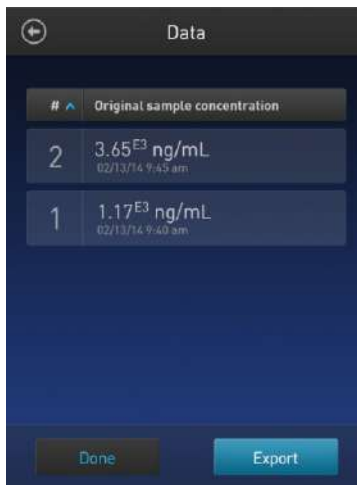 Data
# Original sample concentration
2 3.65E3 ng/mL
02/13/14 9:45 am
1 1.17E3 ng/mL
02/13/14 9:40 am
Done Export